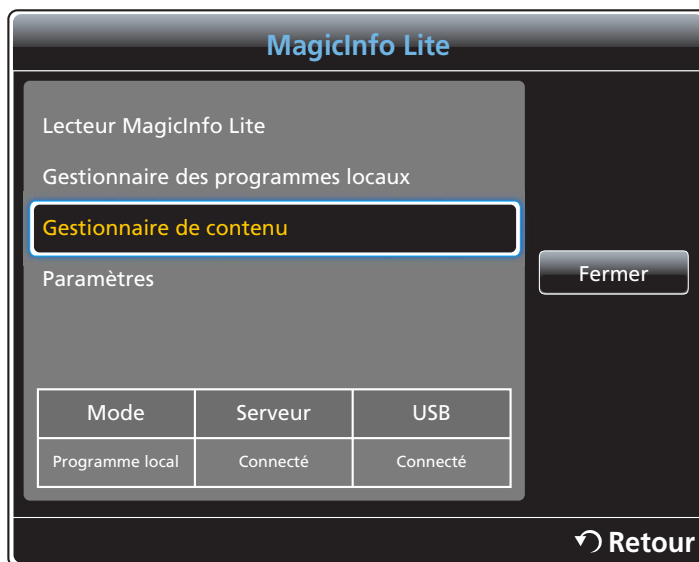 MagicInfo Lite
Lecteur MagicInfo Lite
Gestionnaire des programmes locaux
Gestionnaire de contenu
Paramètres
Fermer
Mode Serveur USB
Programme local Connecté Connecté
Retour